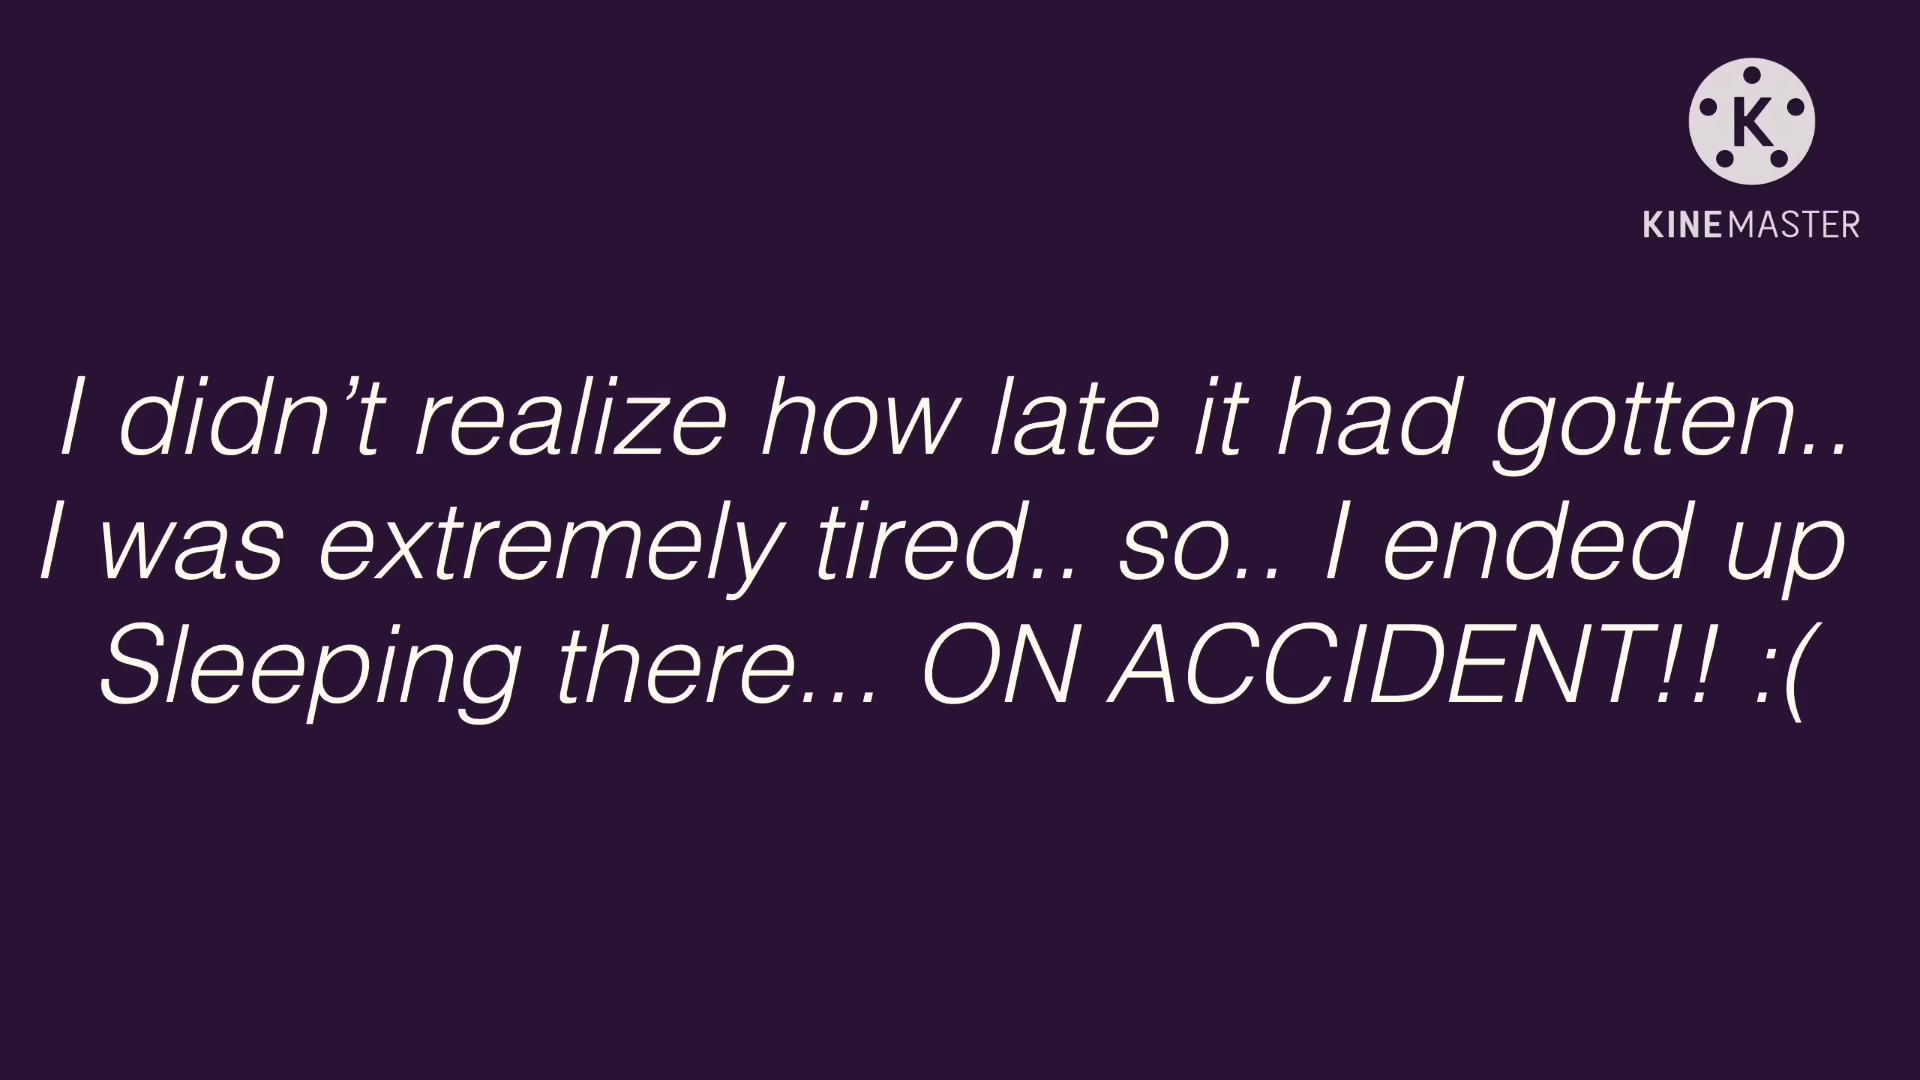 K
KINEMASTER
I didn’t realize how late it had gotten..
I was extremely tired.. so.. I ended up
Sleeping there... ON ACCIDENT!! :(